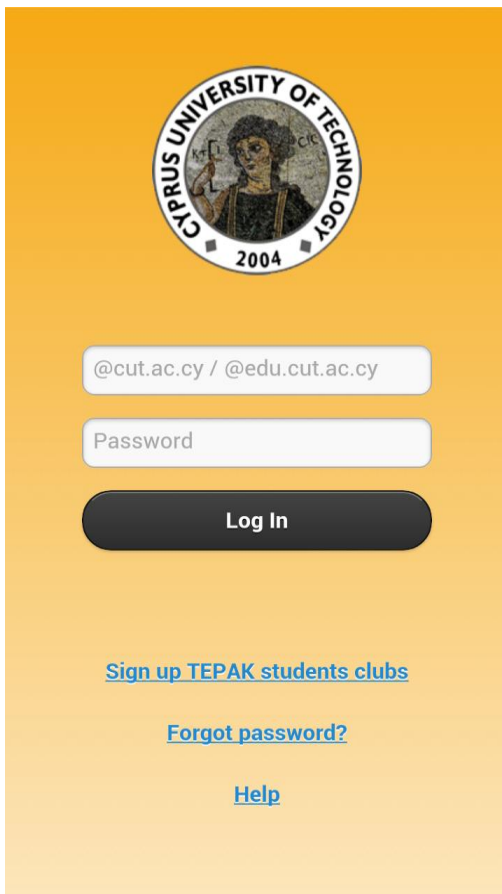 CYPRUS UNIVERSITY OF TECHNOLOGY
2004
@cut.ac.cy / @edu.cut.ac.cy
Password
Log In
Sign up TEPAK students clubs
Forgot password?
Help